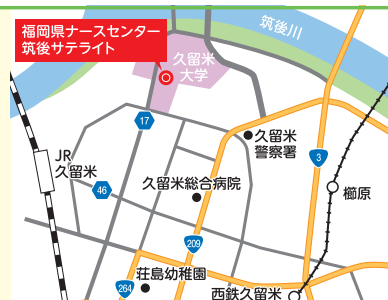 福岡県ナースセンター
筑後サテライト
筑後川
久留米
大学
17
久留米
警察署
3
JR
久留米
46
久留米総合病院
櫛原
209
264
荘島幼稚園
西鉄久留米